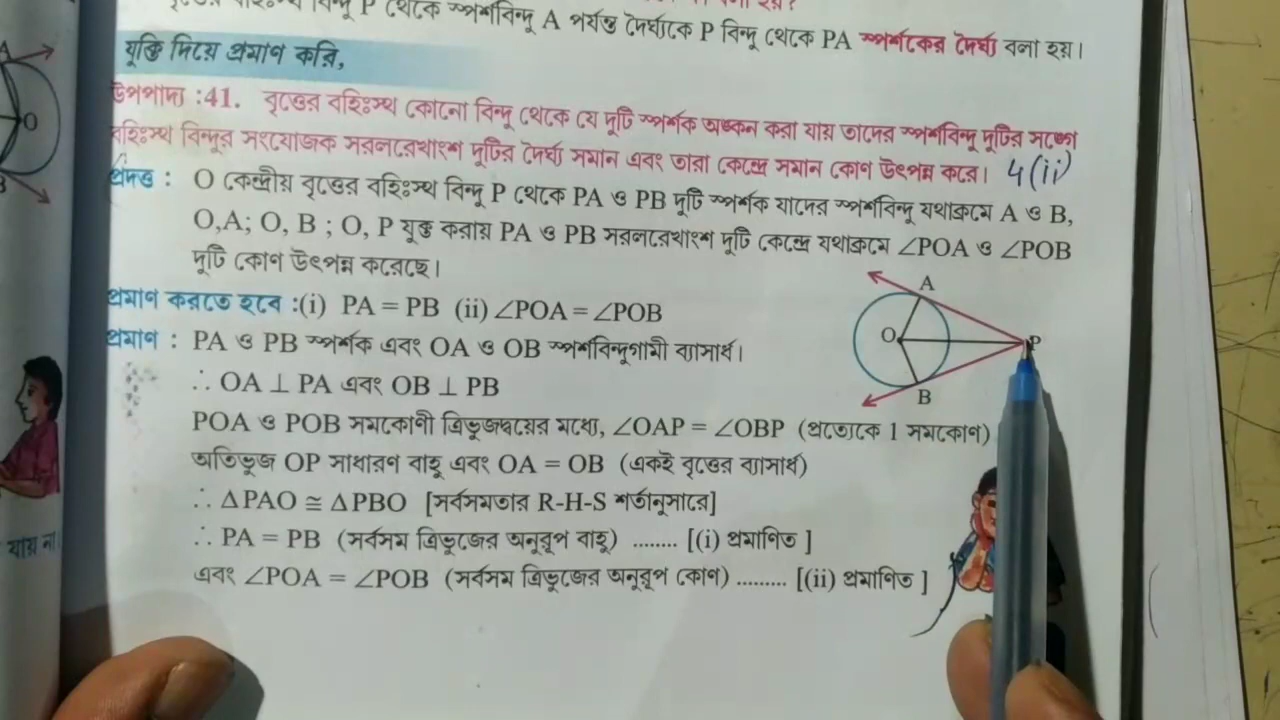 বিন্দু P থেকে স্পর্শবিন্দু A পর্যন্ত দৈর্ঘ্যকে P বিন্দু থেকে PA স্পর্শকের দৈর্ঘ্য বলা হয়।
যুক্তি দিয়ে প্রমাণ করি,
উপপাদ্য :41. বৃত্তের বহিঃস্থ কোনো বিন্দু থেকে যে দুটি স্পর্শক অঙ্কন করা যায় তাদের স্পর্শবিন্দু দুটির সঙ্গে
বহিঃস্থ বিন্দুর সংযোজক সরলরেখাংশ দুটির দৈর্ঘ্য সমান এবং তারা কেন্দ্রে সমান কোণ উৎপন্ন করে। 4(ii)
প্রদত্ত : O কেন্দ্রীয় বৃত্তের বহিঃস্থ বিন্দু P থেকে PA ও PB দুটি স্পর্শক যাদের স্পর্শবিন্দু যথাক্রমে A ও B,
O,A; O, B ; O, P যুক্ত করায় PA ও PB সরলরেখাংশ দুটি কেন্দ্রে যথাক্রমে ∠POA ও ∠POB
দুটি কোণ উৎপন্ন করেছে।
প্রমাণ করতে হবে :(i) PA = PB (ii) ∠POA = ∠POB
প্রমাণ : PA ও PB স্পর্শক এবং OA ও OB স্পর্শবিন্দুগামী ব্যাসার্ধ।
∴ OA ⊥ PA এবং OB ⊥ PB
POA ও POB সমকোণী ত্রিভুজদ্বয়ের মধ্যে, ∠OAP = ∠OBP (প্রত্যেকে 1 সমকোণ)
অতিভুজ OP সাধারণ বাহু এবং OA = OB (একই বৃত্তের ব্যাসার্ধ)
∴ ΔPAO ≅ ΔPBO [সর্বসমতার R-H-S শর্তানুসারে]
∴ PA = PB (সর্বসম ত্রিভুজের অনুরূপ বাহু) ........ [(i) প্রমাণিত ]
এবং ∠POA = ∠POB (সর্বসম ত্রিভুজের অনুরূপ কোণ) ......... [(ii) প্রমাণিত ]
A
O
P
B
O
যায় না।